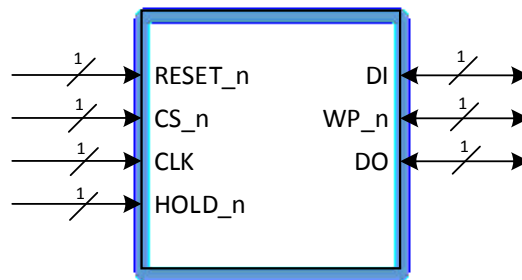 1 RESET_n DI 1
1 CS_n WP_n 1
1 CLK DO 1
1 HOLD_n